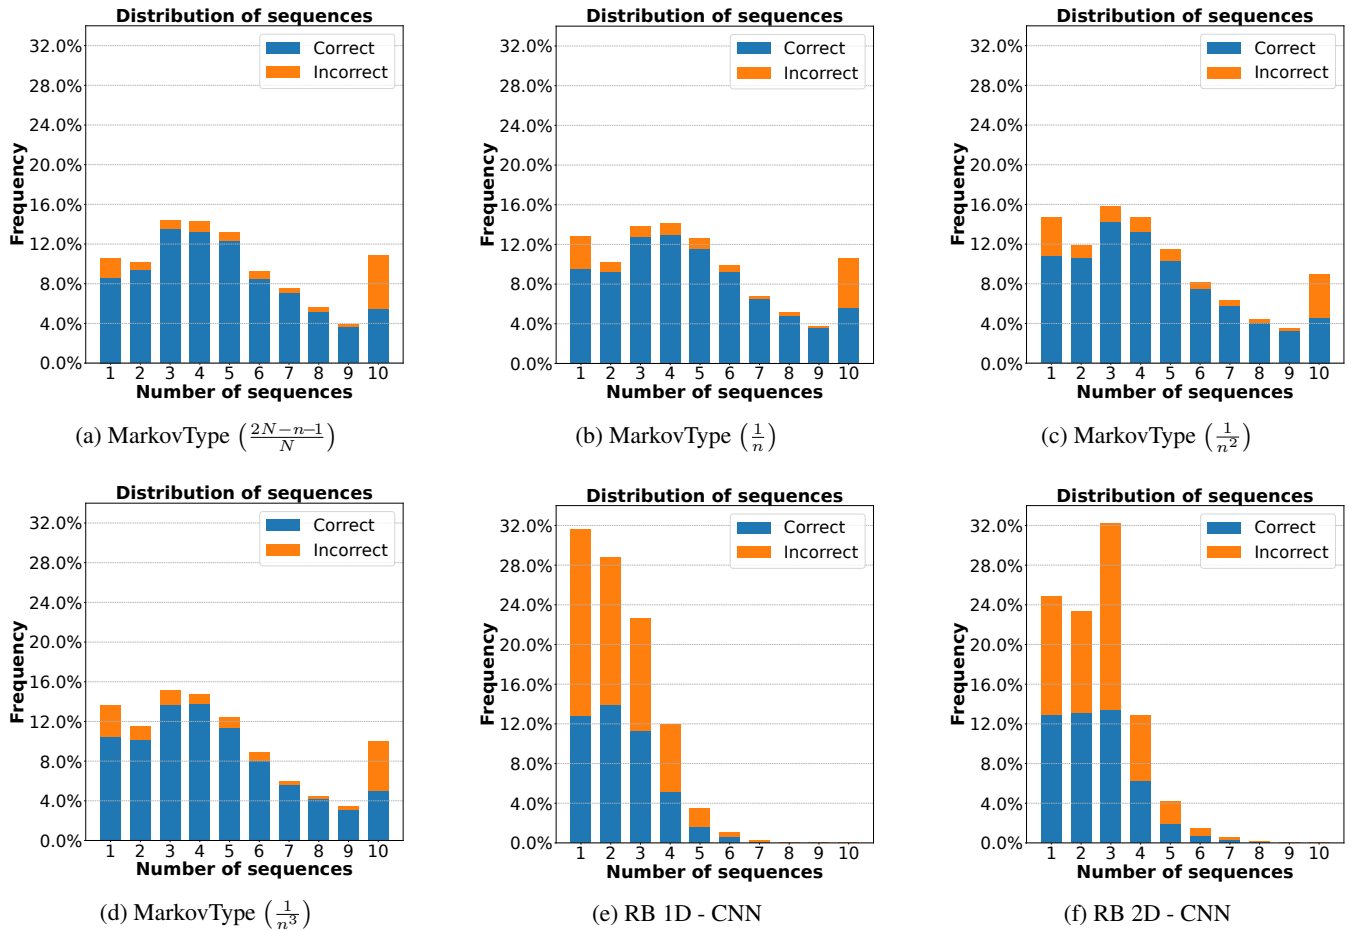 Distribution of sequences
Frequency
32.0%
28.0%
24.0%
20.0%
16.0%
12.0%
8.0%
4.0%
0.0%
Correct
Incorrect
1 2 3 4 5 6 7 8 9 10
Number of sequences
(a) MarkovType (\frac{2N-n-1}{N})
Distribution of sequences
Frequency
32.0%
28.0%
24.0%
20.0%
16.0%
12.0%
8.0%
4.0%
0.0%
Correct
Incorrect
1 2 3 4 5 6 7 8 9 10
Number of sequences
(b) MarkovType (\frac{1}{n})
Distribution of sequences
Frequency
32.0%
28.0%
24.0%
20.0%
16.0%
12.0%
8.0%
4.0%
0.0%
Correct
Incorrect
1 2 3 4 5 6 7 8 9 10
Number of sequences
(c) MarkovType (\frac{1}{n^2})
Distribution of sequences
Frequency
32.0%
28.0%
24.0%
20.0%
16.0%
12.0%
8.0%
4.0%
0.0%
Correct
Incorrect
1 2 3 4 5 6 7 8 9 10
Number of sequences
(d) MarkovType (\frac{1}{n^3})
Distribution of sequences
Frequency
32.0%
28.0%
24.0%
20.0%
16.0%
12.0%
8.0%
4.0%
0.0%
Correct
Incorrect
1 2 3 4 5 6 7 8 9 10
Number of sequences
(e) RB 1D - CNN
Distribution of sequences
Frequency
32.0%
28.0%
24.0%
20.0%
16.0%
12.0%
8.0%
4.0%
0.0%
Correct
Incorrect
1 2 3 4 5 6 7 8 9 10
Number of sequences
(f) RB 2D - CNN